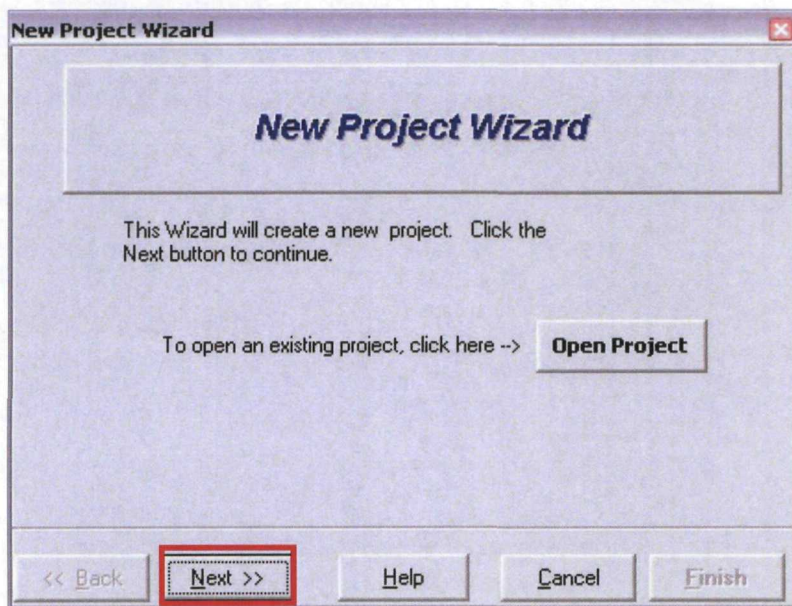 New Project Wizard
New Project Wizard
This Wizard will create a new project. Click the
Next button to continue.
To open an existing project, click here --> Open Project
<< Back Next >> Help Cancel Finish